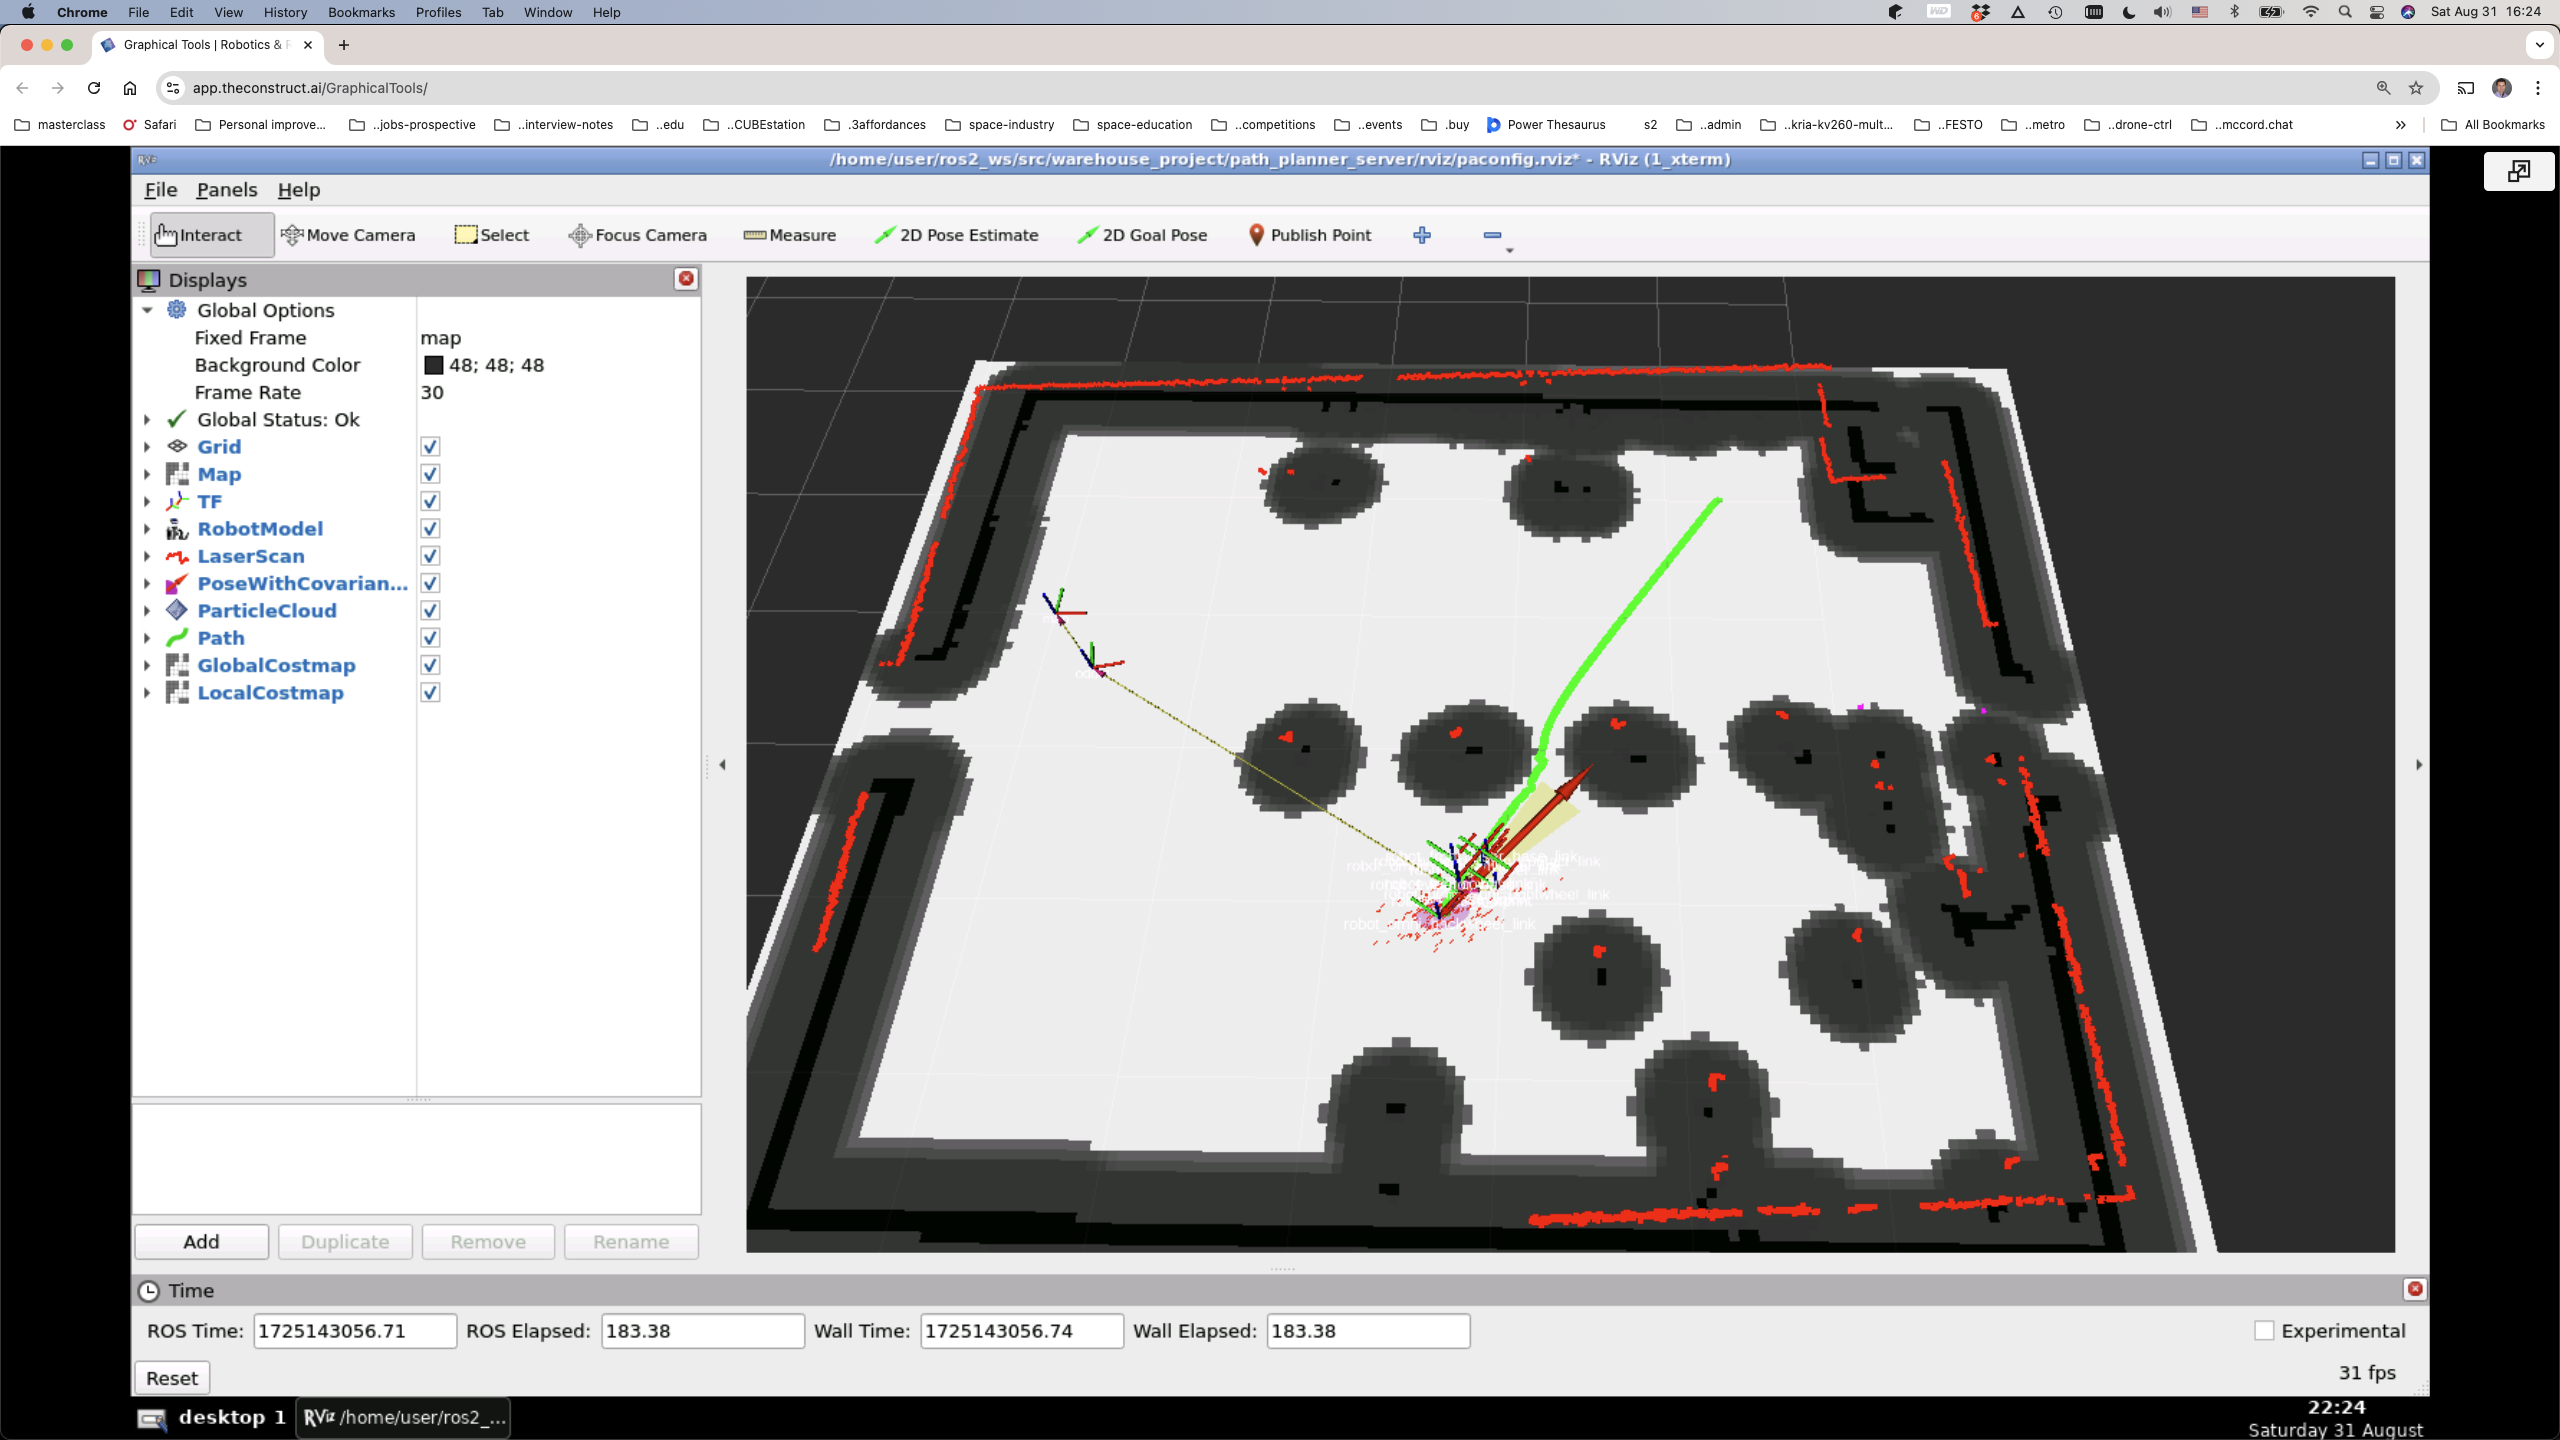 Chrome File Edit View History Bookmarks Profiles Tab Window Help Sat Aug 31 16:24
Graphical Tools | Robotics & R
app.theconstruct.ai/GraphicalTools/
masterclass Safari Personal improve... ..jobs-prospective ..interview-notes ..edu ..CUBEstation .3affordances space-industry space-education ..competitions ..events .buy Power Thesaurus s2 ..admin ..kria-kv260-mult... ..FESTO ..metro ..drone-ctrl ..mccord.chat » All Bookmarks
RViz /home/user/ros2_ws/src/warehouse_project/path_planner_server/rviz/paconfig.rviz* - RViz (1_xterm)
File Panels Help
Interact Move Camera Select Focus Camera Measure 2D Pose Estimate 2D Goal Pose Publish Point
Displays
Global Options
Fixed Frame map
Background Color 48; 48; 48
Frame Rate 30
Global Status: Ok
Grid
Map
TF
RobotModel
LaserScan
PoseWithCovarian...
ParticleCloud
Path
GlobalCostmap
LocalCostmap
Add Duplicate Remove Rename
Time
ROS Time: 1725143056.71 ROS Elapsed: 183.38 Wall Time: 1725143056.74 Wall Elapsed: 183.38 Experimental
Reset 31 fps
desktop 1 RViz /home/user/ros2_... 22:24
Saturday 31 August